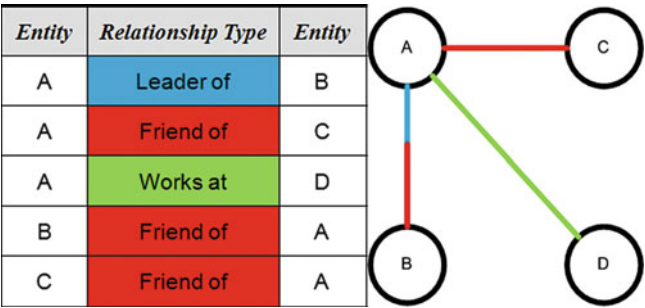 Entity Relationship Type Entity
A Leader of B
A Friend of C
A Works at D
B Friend of A
C Friend of A
A C
B D